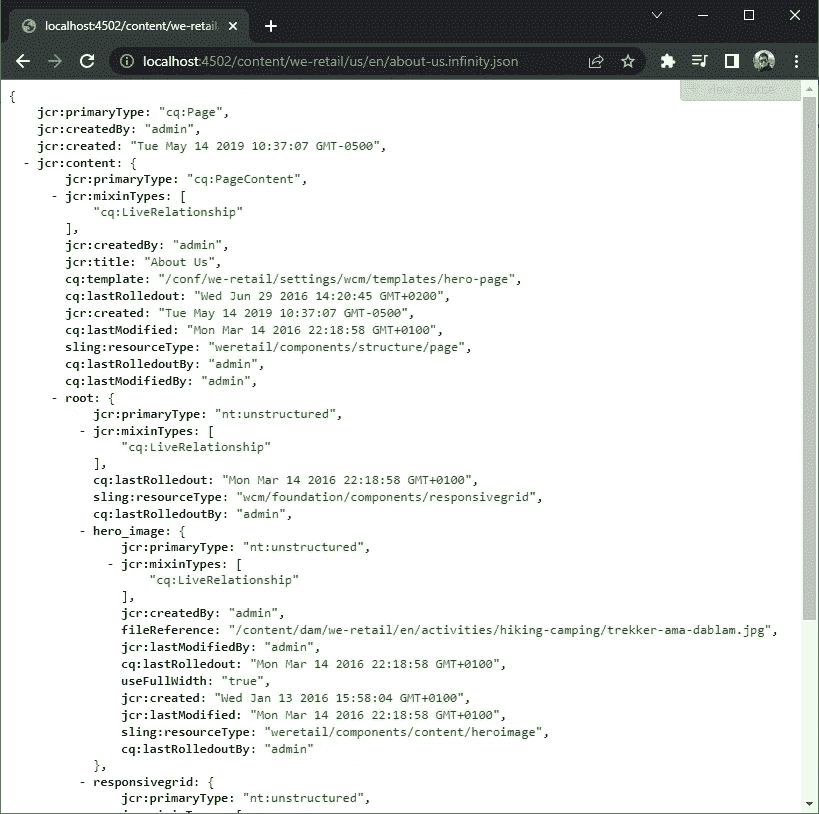 localhost:4502/content/we-retail
localhost:4502/content/we-retail/us/en/about-us.infinity.json
view source
{
jcr:primaryType: "cq:Page",
jcr:createdBy: "admin",
jcr:created: "Tue May 14 2019 10:37:07 GMT-0500",
- jcr:content: {
jcr:primaryType: "cq:PageContent",
- jcr:mixinTypes: [
"cq:LiveRelationship"
],
jcr:createdBy: "admin",
jcr:title: "About Us",
cq:template: "/conf/we-retail/settings/wcm/templates/hero-page",
cq:lastRolledout: "Wed Jun 29 2016 14:20:45 GMT+0200",
jcr:created: "Tue May 14 2019 10:37:07 GMT-0500",
cq:lastModified: "Mon Mar 14 2016 22:18:58 GMT+0100",
sling:resourceType: "weretail/components/structure/page",
cq:lastRolledoutBy: "admin",
cq:lastModifiedBy: "admin",
- root: {
jcr:primaryType: "nt:unstructured",
- jcr:mixinTypes: [
"cq:LiveRelationship"
],
cq:lastRolledout: "Mon Mar 14 2016 22:18:58 GMT+0100",
sling:resourceType: "wcm/foundation/components/responsivegrid",
cq:lastRolledoutBy: "admin",
- hero_image: {
jcr:primaryType: "nt:unstructured",
- jcr:mixinTypes: [
"cq:LiveRelationship"
],
jcr:createdBy: "admin",
fileReference: "/content/dam/we-retail/en/activities/hiking-camping/trekker-ama-dablam.jpg",
jcr:lastModifiedBy: "admin",
cq:lastRolledout: "Mon Mar 14 2016 22:18:58 GMT+0100",
useFullWidth: "true",
jcr:created: "Wed Jan 13 2016 15:58:04 GMT+0100",
jcr:lastModified: "Mon Mar 14 2016 22:18:58 GMT+0100",
sling:resourceType: "weretail/components/content/heroimage",
cq:lastRolledoutBy: "admin"
},
- responsivegrid: {
jcr:primaryType: "nt:unstructured",